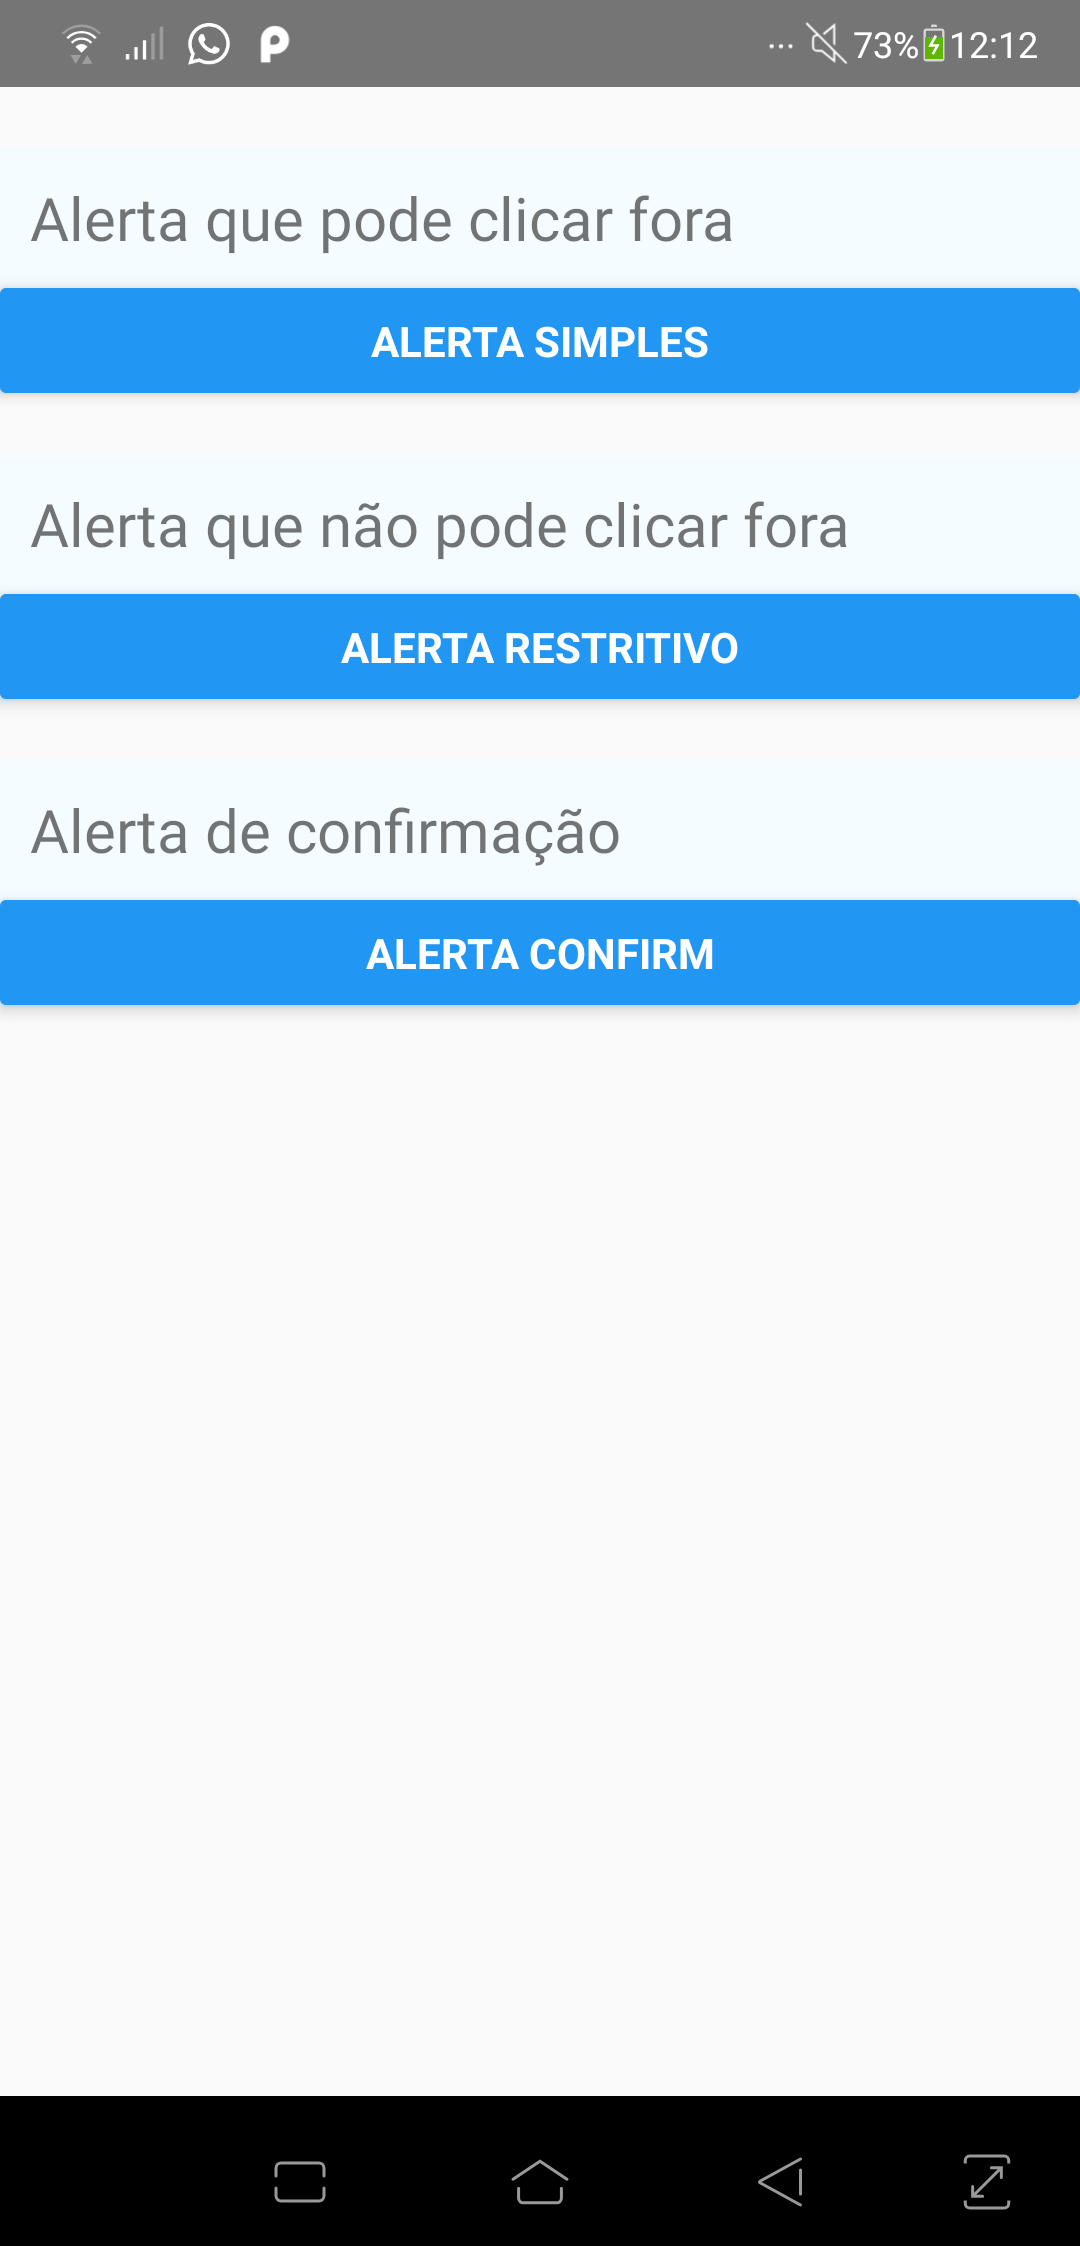 73% 12:12
Alerta que pode clicar fora
ALERTA SIMPLES
Alerta que não pode clicar fora
ALERTA RESTRITIVO
Alerta de confirmação
ALERTA CONFIRM